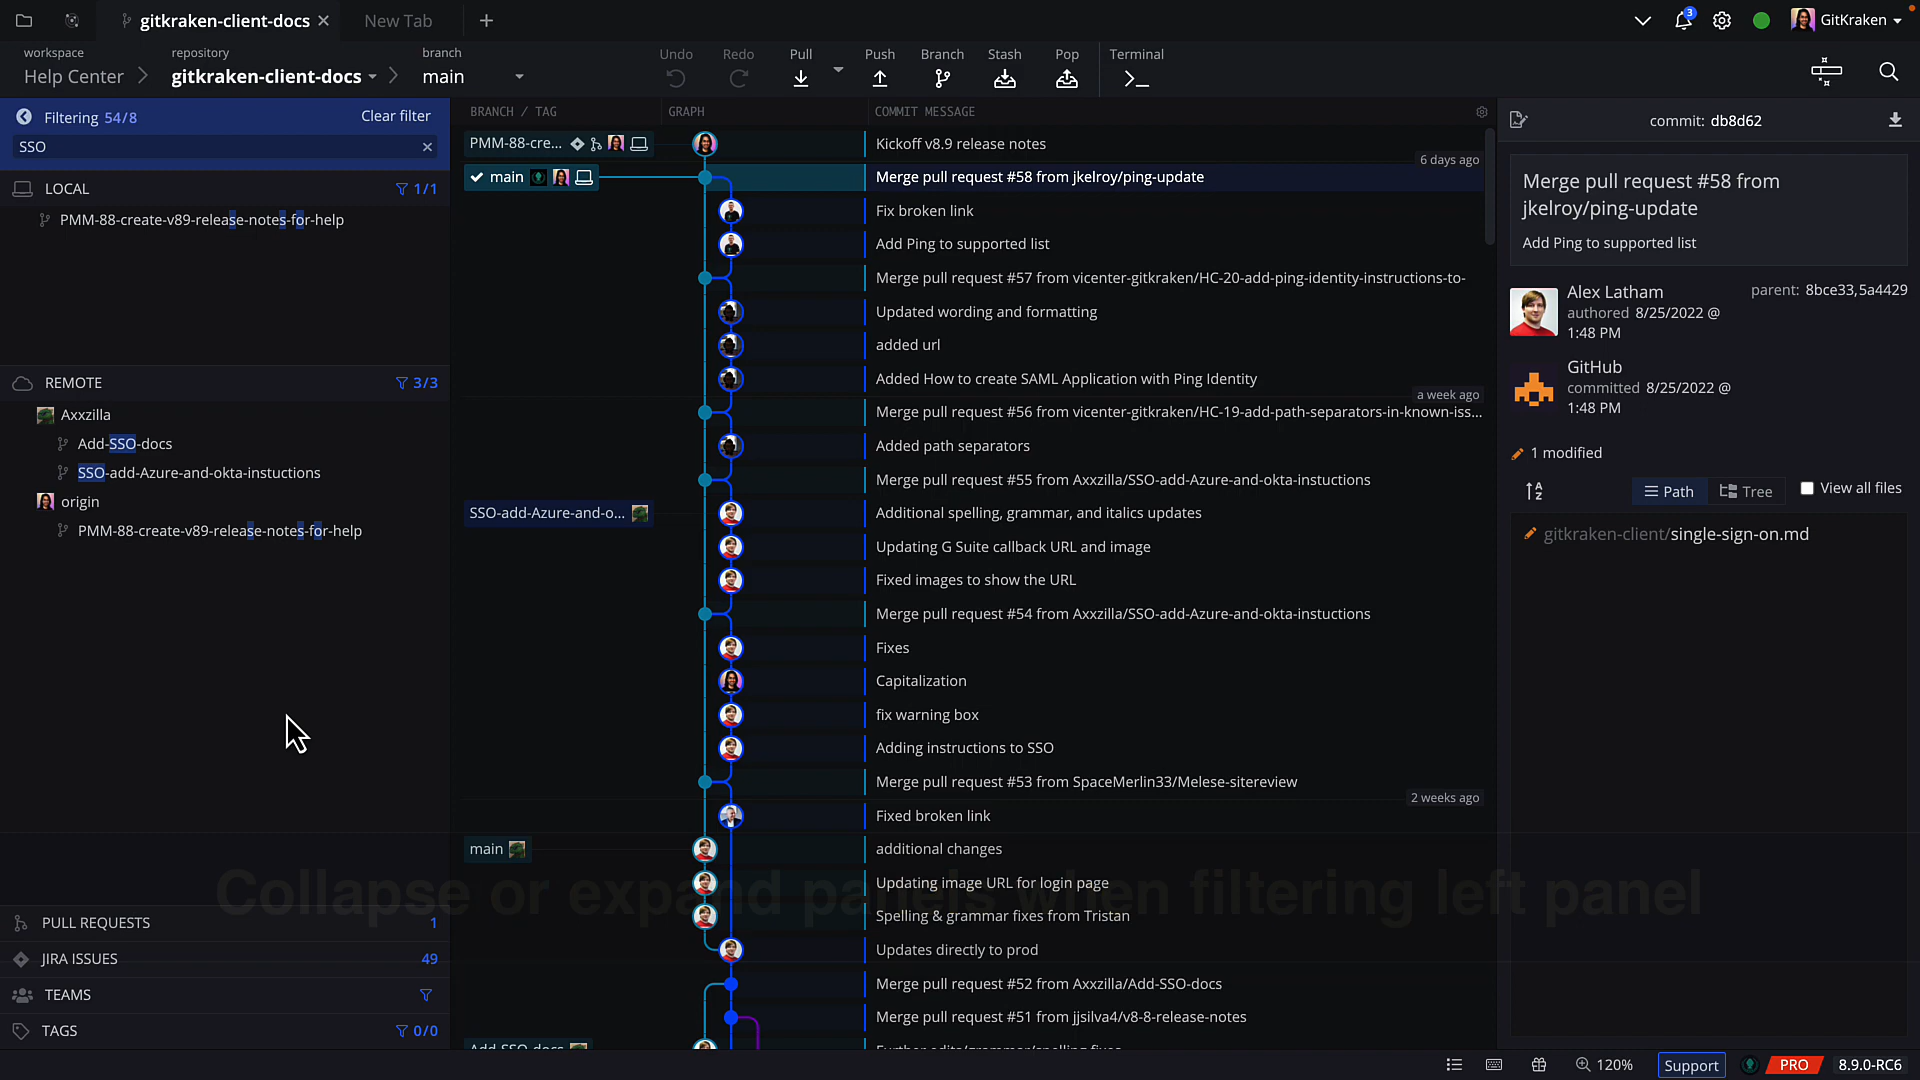 gitkraken-client-docs
New Tab
3
GitKraken
workspace
Help Center
repository
gitkraken-client-docs
branch
main
Undo
Redo
Pull
Push
Branch
Stash
Pop
Terminal
Filtering 54/8
Clear filter
SSO
LOCAL
1/1
PMM-88-create-v89-release-notes-for-help
REMOTE
3/3
Axxzilla
Add-SSO-docs
SSO-add-Azure-and-okta-instuctions
origin
PMM-88-create-v89-release-notes-for-help
PULL REQUESTS
1
JIRA ISSUES
49
TEAMS
TAGS
0/0
BRANCH / TAG
GRAPH
COMMIT MESSAGE
PMM-88-cre...
Kickoff v8.9 release notes
6 days ago
main
Merge pull request #58 from jkelroy/ping-update
Fix broken link
Add Ping to supported list
Merge pull request #57 from vicenter-gitkraken/HC-20-add-ping-identity-instructions-to-
Updated wording and formatting
added url
Added How to create SAML Application with Ping Identity
a week ago
Merge pull request #56 from vicenter-gitkraken/HC-19-add-path-separators-in-known-iss...
Added path separators
Merge pull request #55 from Axxzilla/SSO-add-Azure-and-okta-instuctions
SSO-add-Azure-and-o...
Additional spelling, grammar, and italics updates
Updating G Suite callback URL and image
Fixed images to show the URL
Merge pull request #54 from Axxzilla/SSO-add-Azure-and-okta-instuctions
Fixes
Capitalization
fix warning box
Adding instructions to SSO
Merge pull request #53 from SpaceMerlin33/Melese-sitereview
2 weeks ago
Fixed broken link
main
additional changes
Updating image URL for login page
Spelling & grammar fixes from Tristan
Updates directly to prod
Merge pull request #52 from Axxzilla/Add-SSO-docs
Merge pull request #51 from jjsilva4/v8-8-release-notes
Add-SSO-docs
Further edits/grammar/spelling fixes
Collapse or expand panels when filtering left panel
commit: db8d62
Merge pull request #58 from
jkelroy/ping-update
Add Ping to supported list
Alex Latham
authored 8/25/2022 @
1:48 PM
parent: 8bce33,5a4429
GitHub
committed 8/25/2022 @
1:48 PM
1 modified
Path
Tree
View all files
gitkraken-client/single-sign-on.md
120%
Support
PRO
8.9.0-RC6